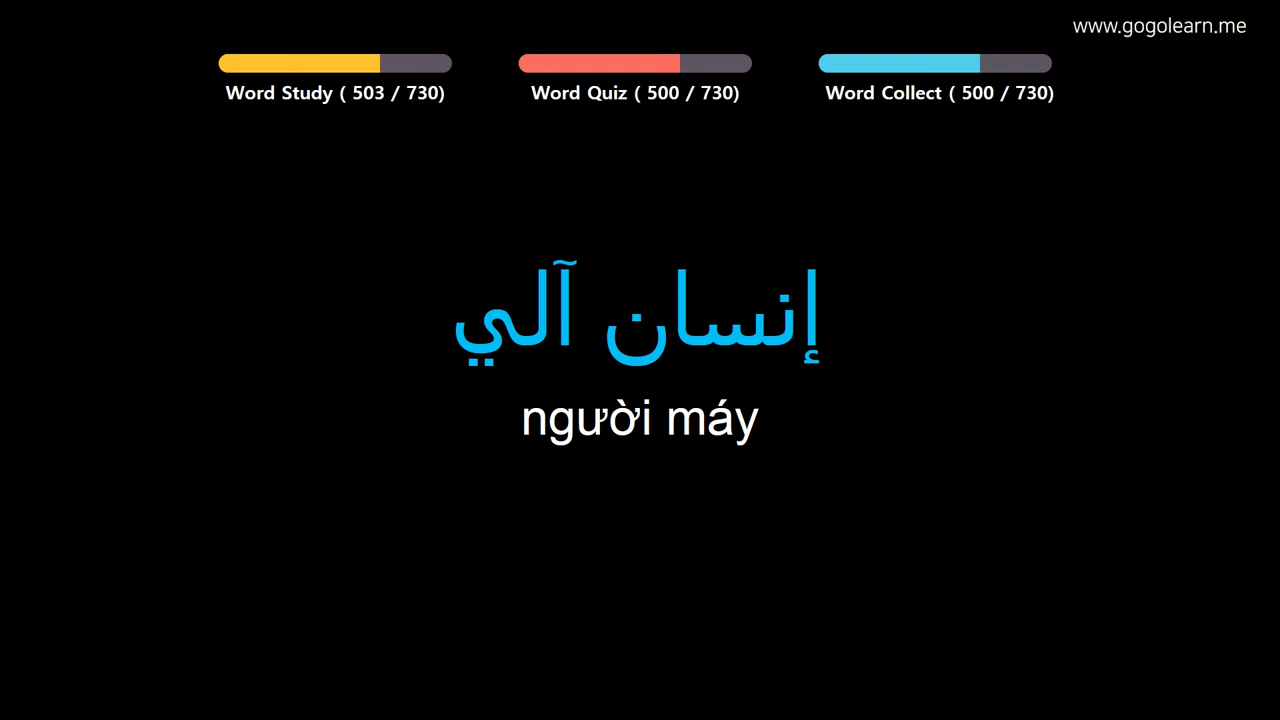 www.gogolearn.me
Word Study ( 503 / 730)
Word Quiz ( 500 / 730)
Word Collect ( 500 / 730)
إنسان آلي
người máy